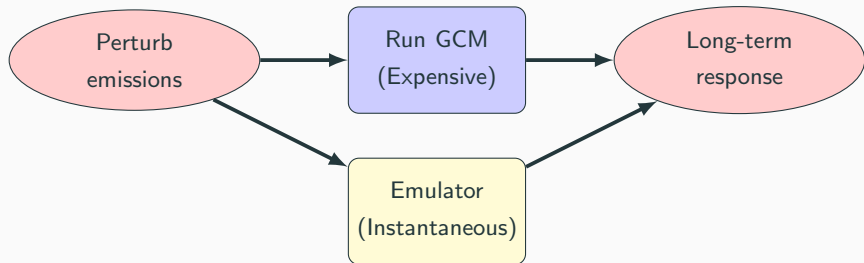 Perturb
emissions
Run GCM
(Expensive)
Long-term
response
Emulator
(Instantaneous)